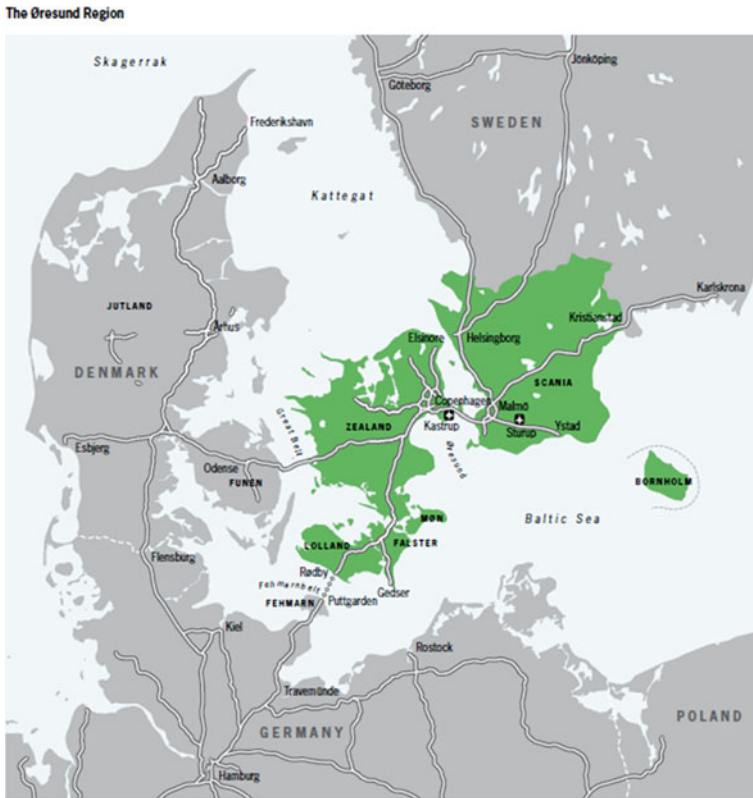 The Øresund Region
Skagerrak
Jönköping
Göteborg
SWEDEN
Frederikshavn
Aalborg
Kattegat
Karlskrona
JUTLAND
Kristianstad
Århus
Elsinore
Helsingborg
DENMARK
SCANIA
Copenhagen
Malmö
Great Belt
ZEALAND
Kastrup
Ystad
Esbjerg
Sturup
Øresund
Odense
FUNEN
BORNHOLM
MØN
Baltic Sea
LOLLAND
FALSTER
Flensburg
Rødby
Fehmarnbelt
Gedser
FEHMARN
Puttgarden
Kiel
Rostock
Travemünde
POLAND
GERMANY
Hamburg